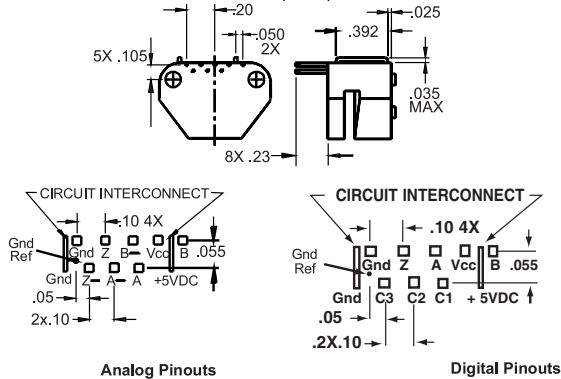 .20
.025
.050
2X
.392
5X .105
.035
MAX
8X .23
CIRCUIT INTERCONNECT
.10 4X
Gnd
Ref
Gnd Z B– Vcc B
.055
Gnd Z– A– A +5VDC
.05
2x.10
Analog Pinouts
CIRCUIT INTERCONNECT
.10 4X
Gnd
Ref
Gnd Z A Vcc B
.055
Gnd C3 C2 C1 + 5VDC
.05
.2X.10
Digital Pinouts